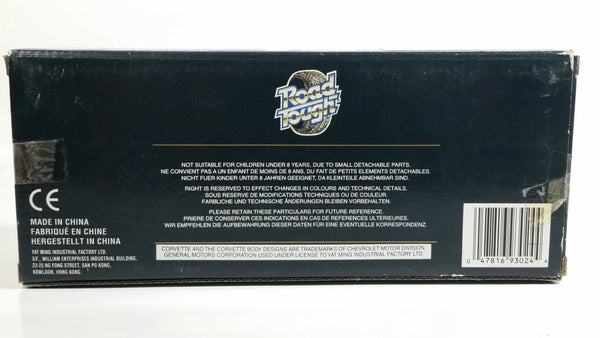 Road
Tough
NOT SUITABLE FOR CHILDREN UNDER 8 YEARS, DUE TO SMALL DETACHABLE PARTS.
NE CONVIENT PAS A UN ENFANT DE MOINS DE 8 ANS, DU FAIT DE PETITS ELEMENTS DETACHABLES.
NICHT FUER KINDER UNTER 8 JAHREN GEEIGNET, DA KLEINTEILE ABNEHMBAR SIND.
RIGHT IS RESERVED TO EFFECT CHANGES IN COLOURS AND TECHNICAL DETAILS.
SOUS RESERVE DE MODIFICATIONS TECHNIQUES OU DE COULEUR.
FARBLICHE UND TECHNISCHE ÄNDERUNGEN BLEIBEN VORBEHALTEN.
PLEASE RETAIN THESE PARTICULARS FOR FUTURE REFERENCE.
PRIERE DE CONSERVER CES INDICATIONS EN CAS DE REFERENCES ULTERIEURES.
WIR EMPFEHLEN DIE AUFBEWAHRUNG DIESER DATEN FÜR EINE EVENTUELLE KORRESPONDENZ.
CORVETTE AND THE CORVETTE BODY DESIGNS ARE TRADEMARKS OF CHEVROLET MOTOR DIVISION,
GENERAL MOTORS CORPORATION USED UNDER LICENSE TO YAT MING INDUSTRIAL FACTORY LTD.
CE
MADE IN CHINA
FABRIQUÉ EN CHINE
HERGESTELLT IN CHINA
YAT MING INDUSTRIAL FACTORY LTD.
3/F., WILLIAM ENTERPRISES INDUSTRIAL BUILDING,
23-25 NG FONG STREET, SAN PO KONG,
KOWLOON, HONG KONG.
0 47816 93024 4